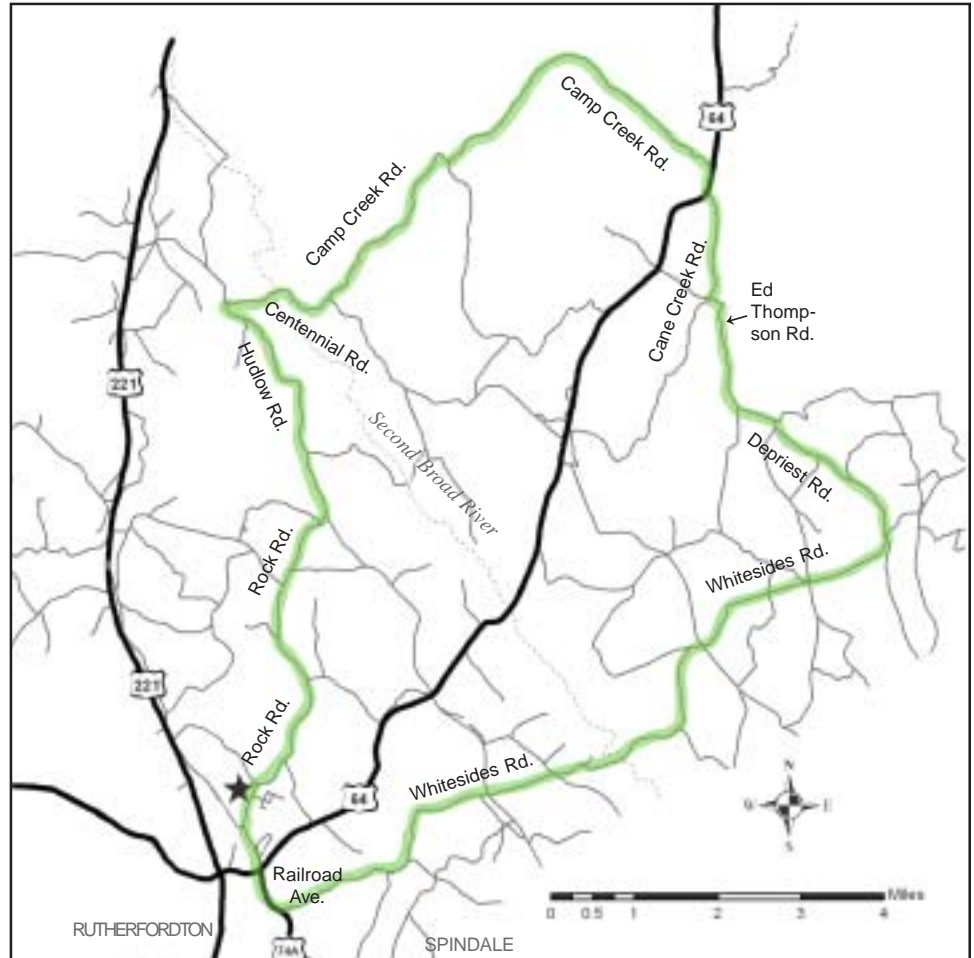 Camp Creek Rd.
64
Camp Creek Rd.
Cane Creek Rd.
Ed
Thomp-
son Rd.
Centennial Rd.
Hudlow Rd.
221
Second Broad River
Depriest Rd.
Rock Rd.
Whitesides Rd.
221
Rock Rd.
Whitesides Rd.
64
N
W
E
S
Railroad
Ave.
Miles
0 0.5 1 2 3 4
RUTHERFORDTON
SPINDALE
74A